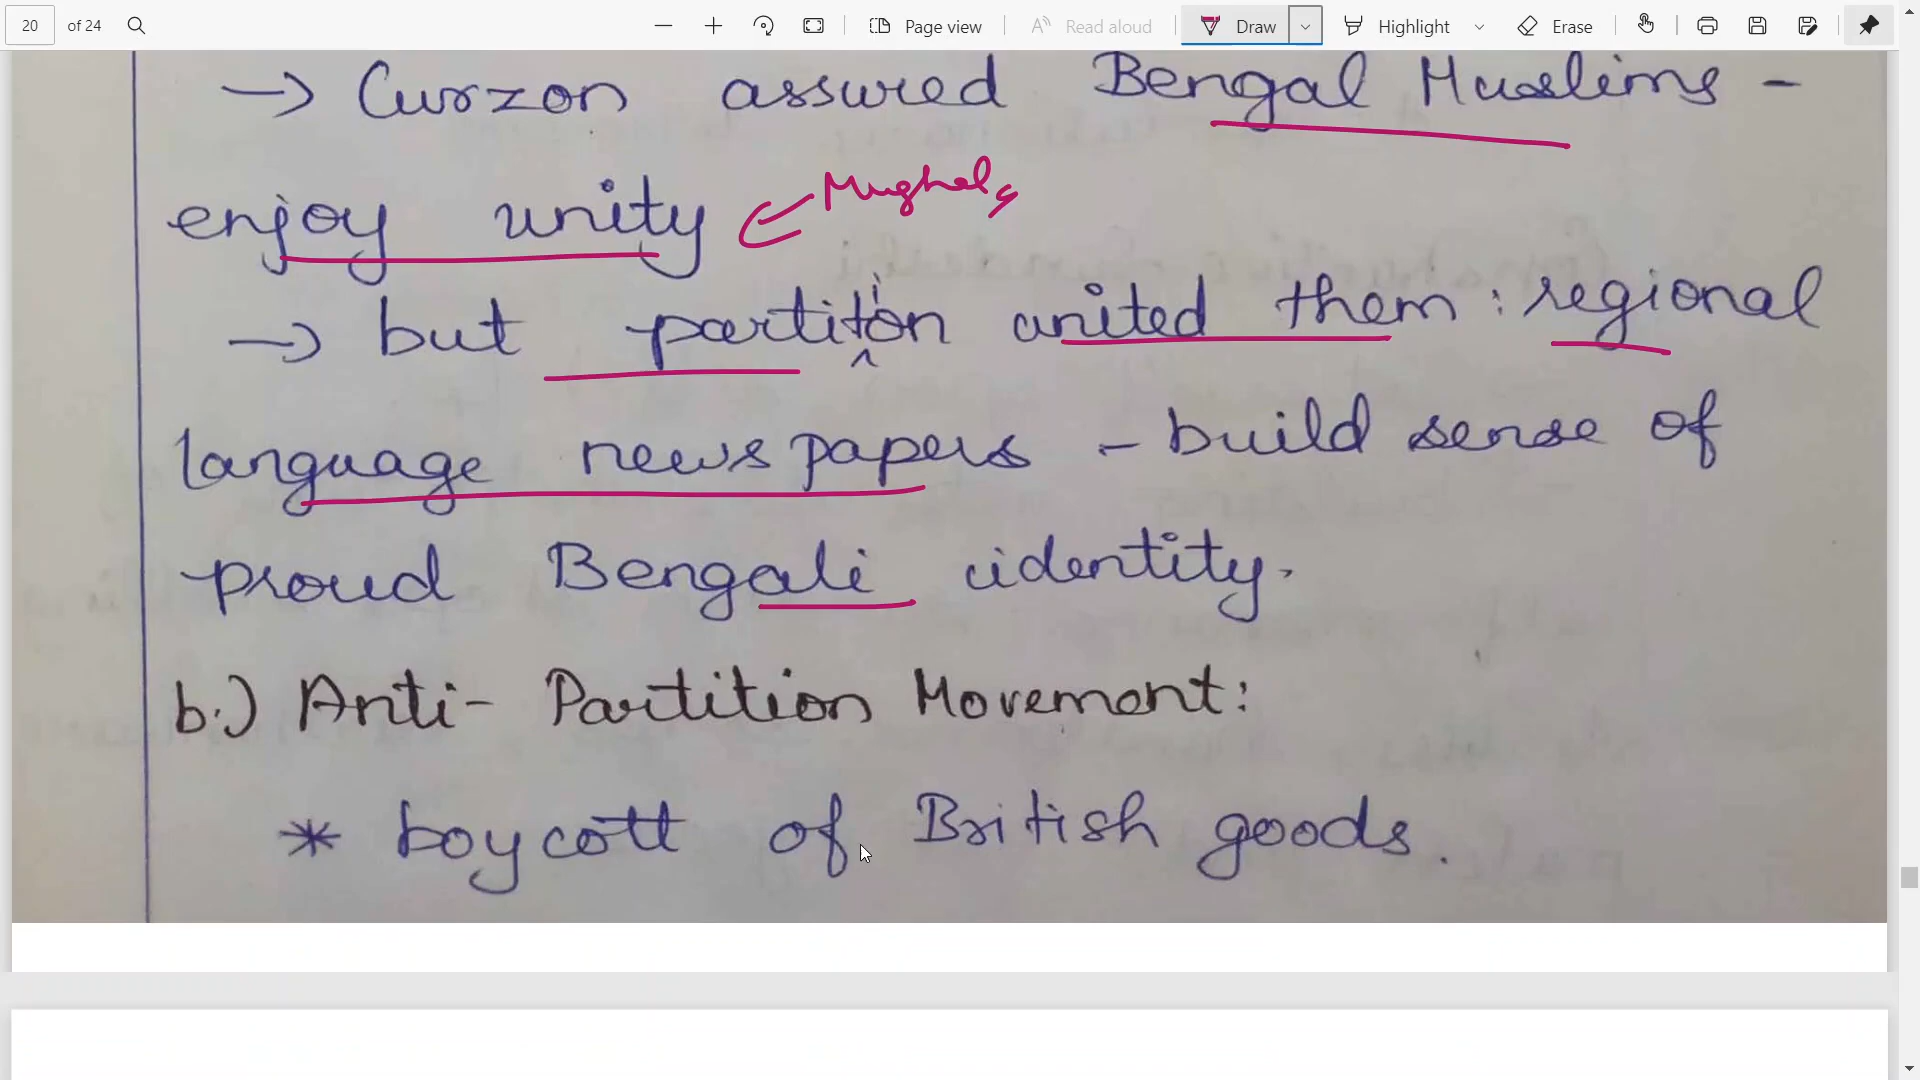 20 of 24 Page view Read aloud Draw Highlight Erase
→ Curzon assured Bengal Muslims -
enjoy unity Mughals
→ but partition united them : regional
language newspapers - build sense of
proud Bengali identity.
b.) Anti- Partition Movement:
* boycott of British goods.